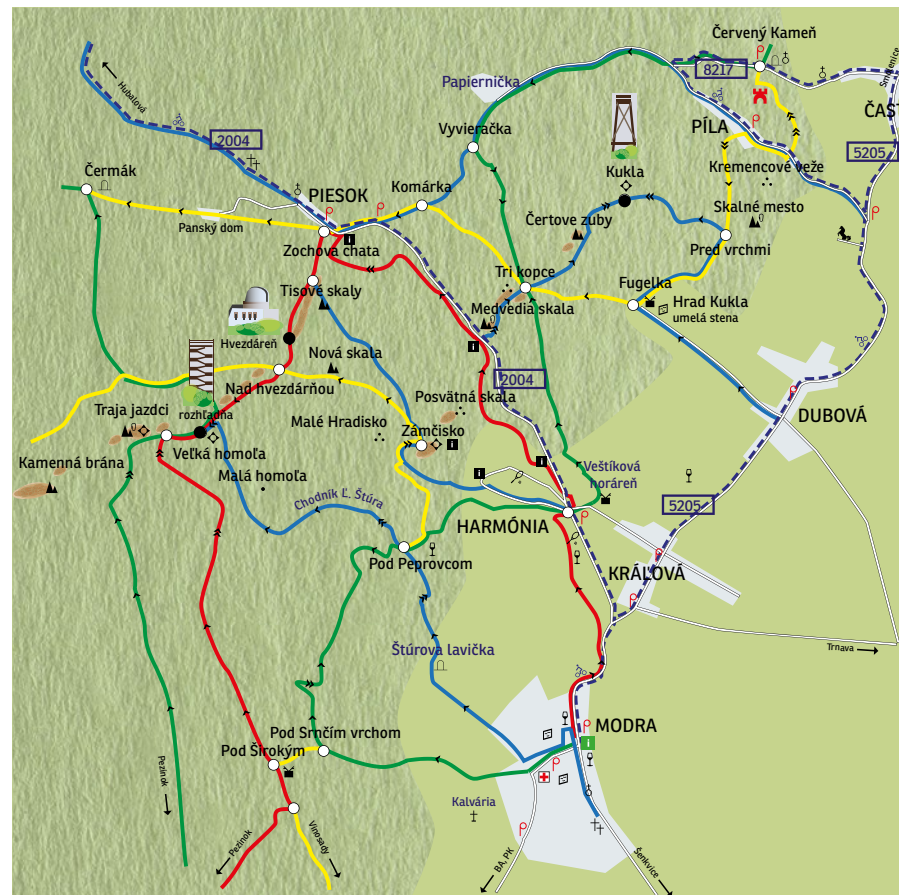 Červený Kameň
Smolenice
8217
Hubalová
Papiernička
ČAS
PÍLA
Vyvieračka
2004
5205
Kremencové veže
Čermák
Kukla
PIESOK
Komárka
Skalné mesto
Čertove zuby
Panský dom
Pred vrchmi
Zochova chata
Tri kopce
Fugelka
Tisové skaly
Medvedia skala
Hrad Kukla
umelá stena
Hvezdáreň
Nová skala
2004
Nad hvezdárňou
Posvätná skala
DUBOVÁ
rozhľadňa
Traja jazdci
Malé Hradisko
Zámčisko
Veľká homoľa
Kamenná brána
Malá homoľa
Veštíková
horáreň
Chodník Ľ. Štúra
5205
HARMÓNIA
Pod Peprovcom
KRÁĽOVÁ
Trnava
Štúrova lavička
MODRA
Pod Srnčím vrchom
Pod Širokým
Pezinok
Kalvária
Pezinok
Vinosady
BA, PK
Šenkvice